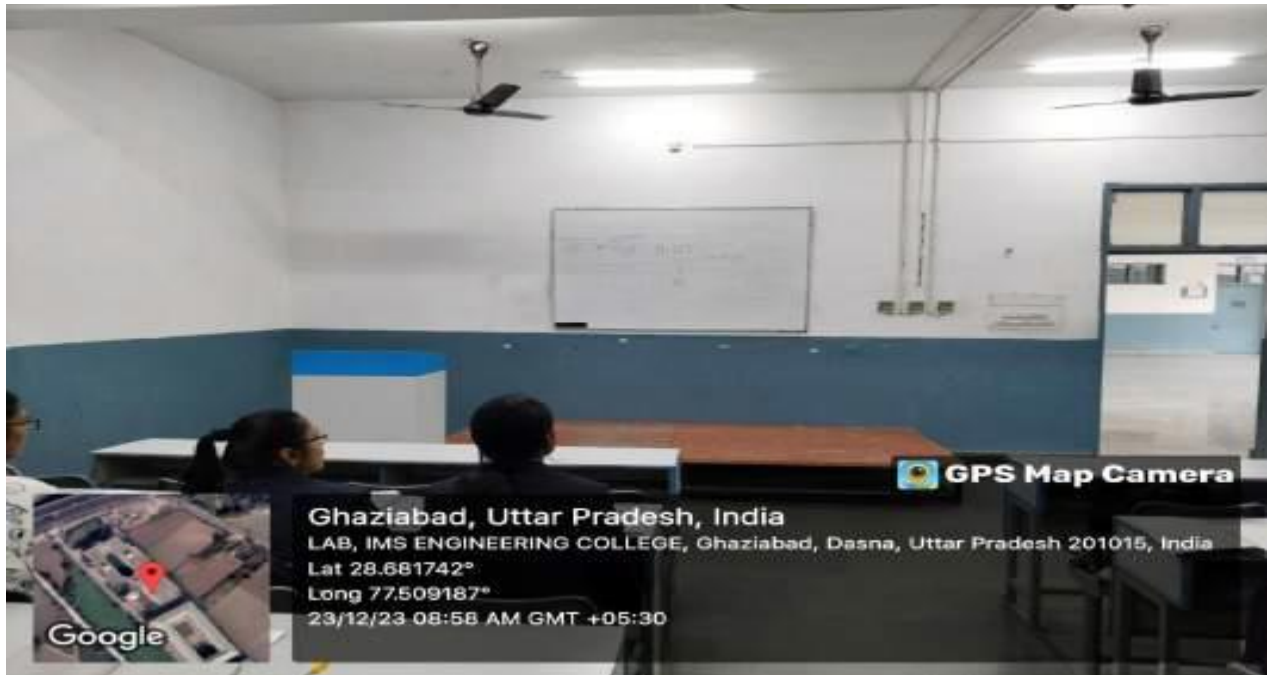 GPS Map Camera
Ghaziabad, Uttar Pradesh, India
LAB, IMS ENGINEERING COLLEGE, Ghaziabad, Dasna, Uttar Pradesh 201015, India
Lat 28.681742°
Long 77.509187°
23/12/23 08:58 AM GMT +05:30
Google